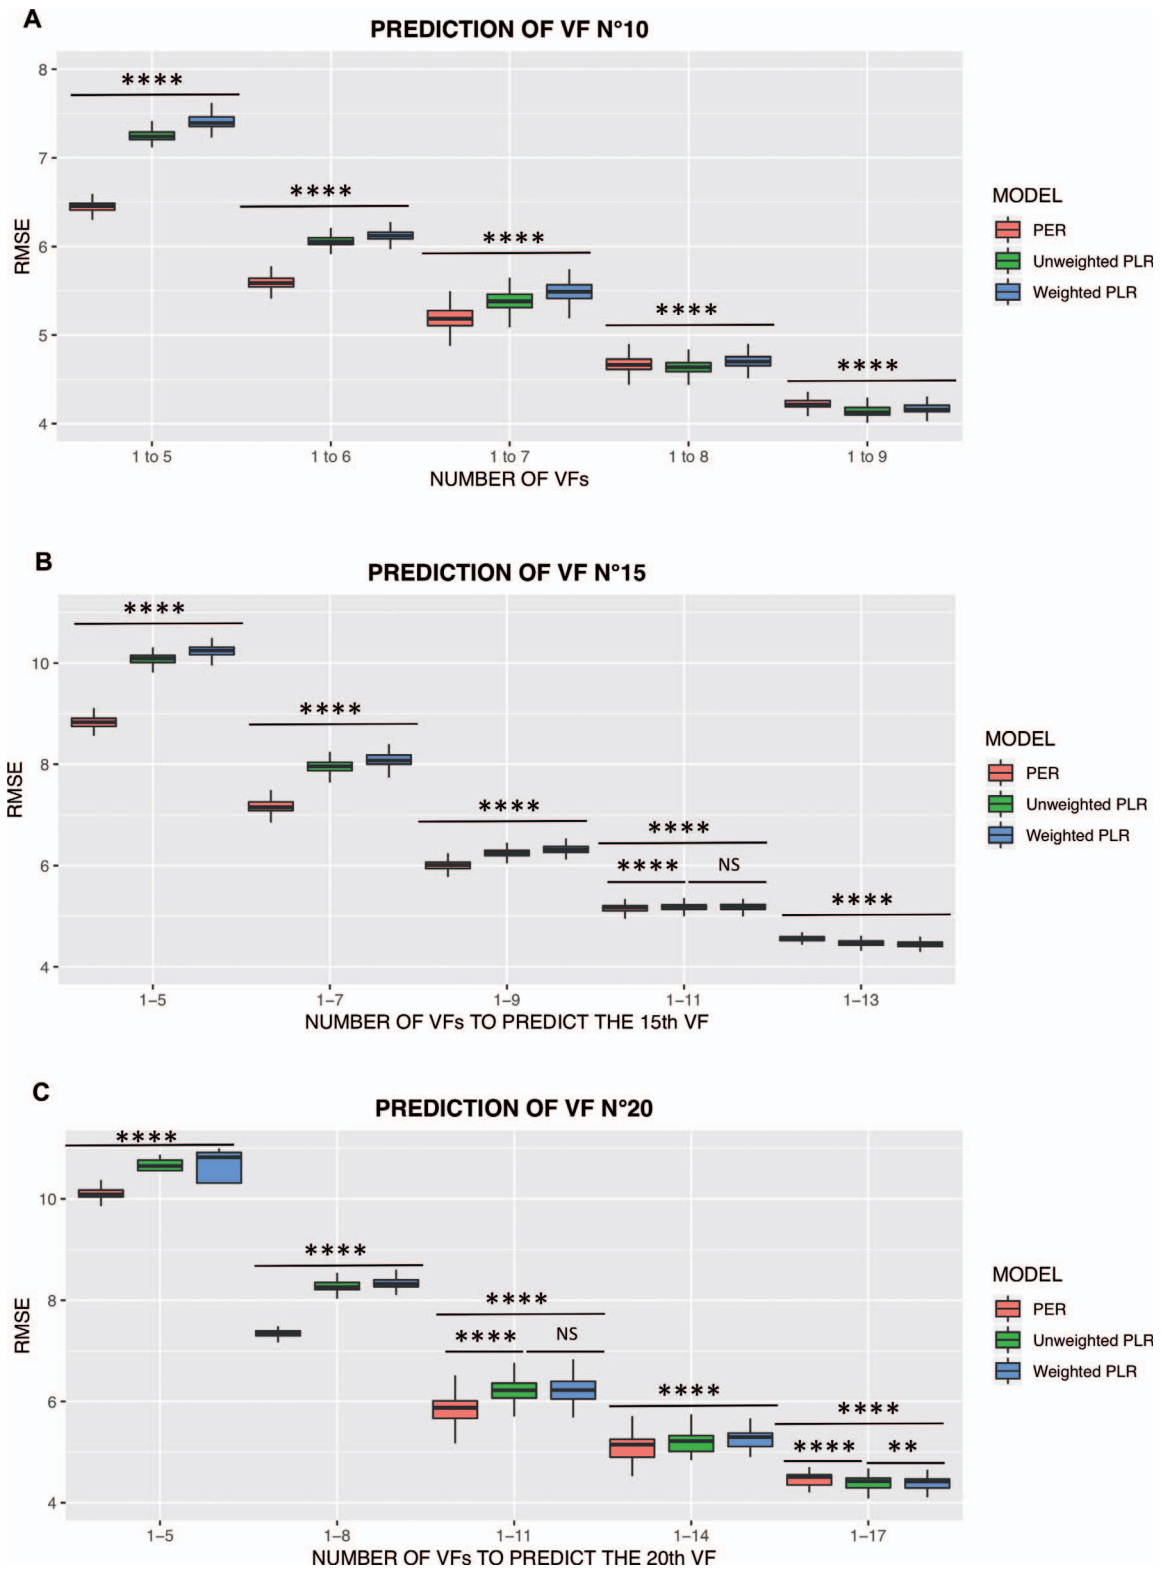 A
PREDICTION OF VF N°10
8
7
6
5
4
RMSE
****
****
****
****
****
1 to 5
1 to 6
1 to 7
1 to 8
1 to 9
NUMBER OF VFs
MODEL
PER
Unweighted PLR
Weighted PLR
B
PREDICTION OF VF N°15
10
8
6
4
RMSE
****
****
****
****
**** NS
****
1–5
1–7
1–9
1–11
1–13
NUMBER OF VFs TO PREDICT THE 15th VF
MODEL
PER
Unweighted PLR
Weighted PLR
C
PREDICTION OF VF N°20
10
8
6
4
RMSE
****
****
****
**** NS
****
****
**** **
1–5
1–8
1–11
1–14
1–17
NUMBER OF VFs TO PREDICT THE 20th VF
MODEL
PER
Unweighted PLR
Weighted PLR